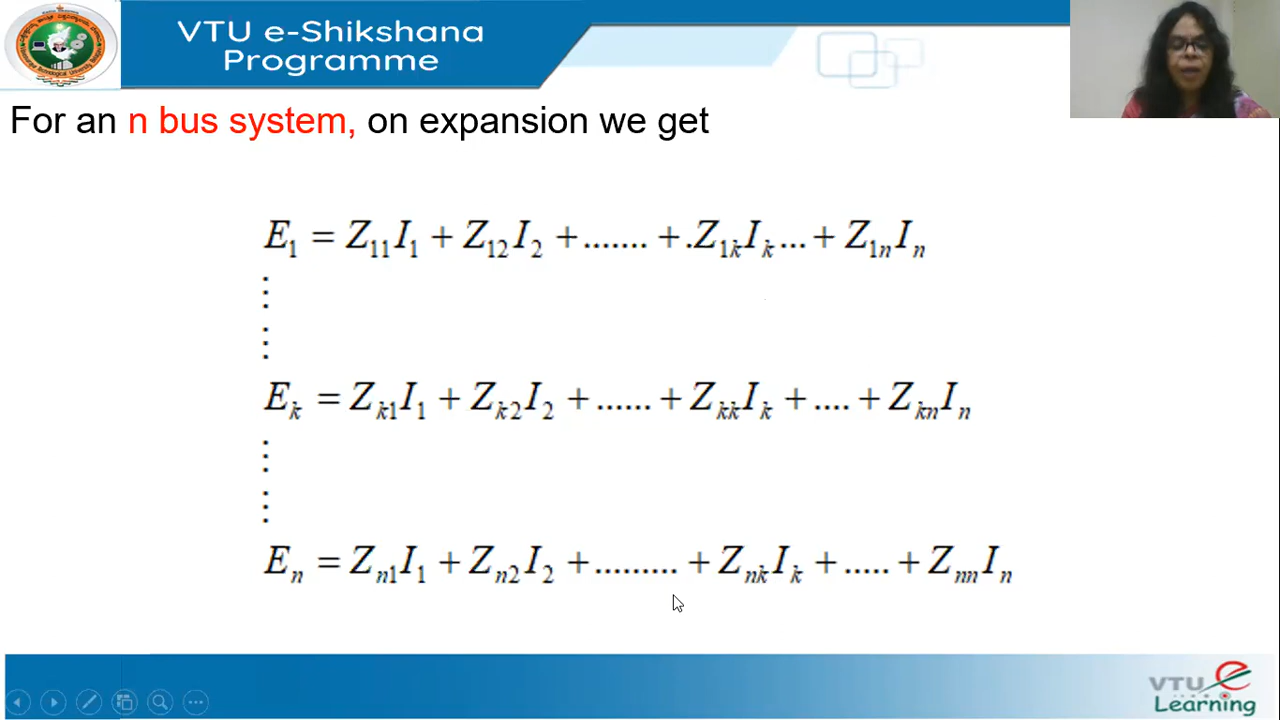 VTU e-Shikshana
Programme
For an n bus system, on expansion we get
E₁ = Z₁₁I₁ + Z₁₂I₂ + ....... + .Z₁ₖIₖ... + Z₁ₙIₙ
⋮
⋮
Eₖ = Zₖ₁I₁ + Zₖ₂I₂ + ...... + ZₖₖIₖ + .... + ZₖₙIₙ
⋮
⋮
Eₙ = Zₙ₁I₁ + Zₙ₂I₂ + ......... + ZₙₖIₖ + ..... + ZₙₙIₙ
VTU e
Learning